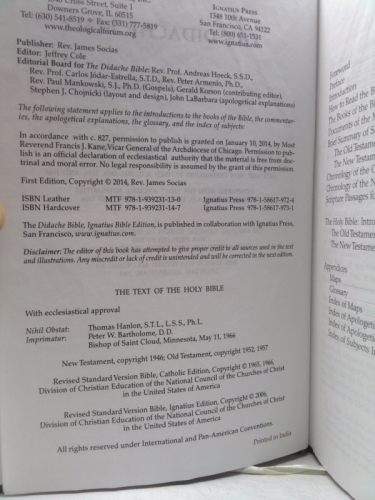 Downers Grove, IL 60515
Tel (630) 541-8519 • Fax (331) 777-5819
www.theologicalforum.org
IGNATIUS PRESS
1348 10th Avenue
San Francisco, CA 94122
Tel (800) 651-1531
www.ignatius.com
Publisher: Rev. James Socias
Editor: Jeffrey Cole
Editorial Board for The Didache Bible: Rev. Prof. Andreas Hoeck, S.S.D.,
Rev. Prof. Carlos Jódar-Estrella, S.T.D., Rev. Peter Armenio, Ph.D.,
Rev. Paul Mankowski, S.J., Ph.D. (Gospels), Gerald Korson (contributing editor),
Stephen J. Chojnicki (layout and design), John LaBarbara (apologetical explanations)
The following statement applies to the introductions to the books of the Bible, the commentar-
ies, the apologetical explanations, the glossary, and the index of subjects:
In accordance with c. 827, permission to publish is granted on January 10, 2014, by Most
Reverend Francis J. Kane, Vicar General of the Archdiocese of Chicago. Permission to pub-
lish is an official declaration of ecclesiastical authority that the material is free from doc-
trinal and moral error. No legal responsibility is assumed by the grant of this permission.
First Edition, Copyright © 2014, Rev. James Socias
ISBN Leather MTF 978-1-939231-13-0 Ignatius Press 978-1-58617-972-4
ISBN Hardcover MTF 978-1-939231-14-7 Ignatius Press 978-1-58617-973-1
The Didache Bible, Ignatius Bible Edition, is published in collaboration with Ignatius Press,
San Francisco, www.ignatius.com.
Disclaimer: The editor of this book has attempted to give proper credit to all sources used in the text
and illustrations. Any miscredit or lack of credit is unintended and will be corrected in the next edition.
THE TEXT OF THE HOLY BIBLE
With ecclesiastical approval
Nihil Obstat: Thomas Hanlon, S.T.L., L.S.S., Ph.L.
Imprimatur: Peter W. Bartholome, D.D.
Bishop of Saint Cloud, Minnesota, May 11, 1966
New Testament, copyright 1946; Old Testament, copyright 1952, 1957
Revised Standard Version Bible, Catholic Edition, Copyright © 1965, 1966,
Division of Christian Education of the National Council of the Churches of Christ
in the United States of America
Revised Standard Version Bible, Ignatius Edition, Copyright © 2006,
Division of Christian Education of the National Council of the Churches of Christ
in the United States of America
All rights reserved under International and Pan-American Conventions.
Printed in India
Foreword
Preface
Introduction
How to Read the B
The Books of the B
Documents of the
Brief Summary of S
The Old Testament
The New Testame
Chronology of the O
Chronology of the N
Scripture Passages f
The Holy Bible: Introd
The Old Testament
The New Testament
Appendices
Maps
Glossary
Index of Maps
Index of Apologeti
Index of Apologeti
Index of Subjects in